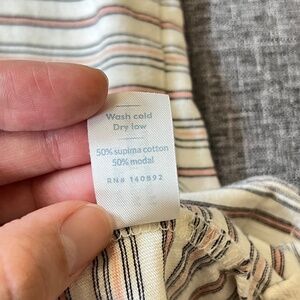 Wash cold
Dry low
50% supima cotton
50% modal
RN# 140892